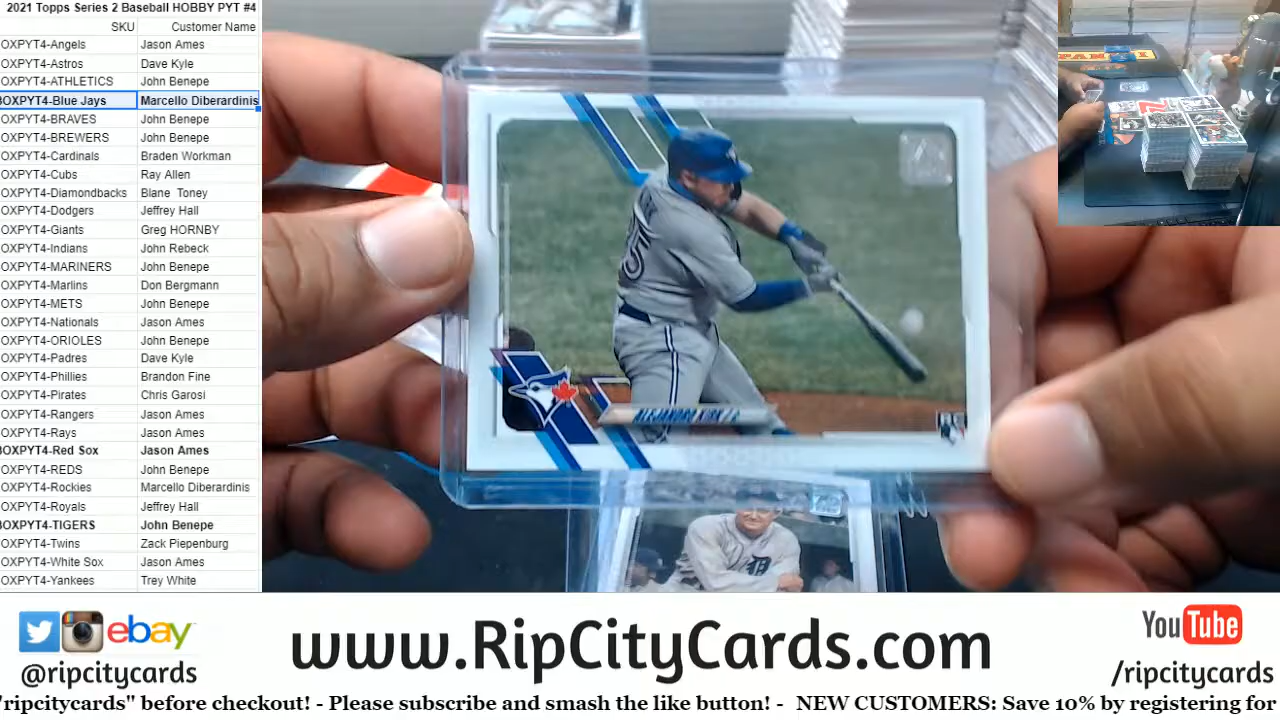 2021 Topps Series 2 Baseball HOBBY PYT #4
SKU Customer Name
OXPYT4-Angels Jason Ames
OXPYT4-Astros Dave Kyle
OXPYT4-ATHLETICS John Benepe
BOXPYT4-Blue Jays Marcello Diberardinis
OXPYT4-BRAVES John Benepe
OXPYT4-BREWERS John Benepe
OXPYT4-Cardinals Braden Workman
OXPYT4-Cubs Ray Allen
OXPYT4-Diamondbacks Blane Toney
OXPYT4-Dodgers Jeffrey Hall
OXPYT4-Giants Greg HORNBY
OXPYT4-Indians John Rebeck
OXPYT4-MARINERS John Benepe
OXPYT4-Marlins Don Bergmann
OXPYT4-METS John Benepe
OXPYT4-Nationals Jason Ames
OXPYT4-ORIOLES John Benepe
OXPYT4-Padres Dave Kyle
OXPYT4-Phillies Brandon Fine
OXPYT4-Pirates Chris Garosi
OXPYT4-Rangers Jason Ames
OXPYT4-Rays Jason Ames
BOXPYT4-Red Sox Jason Ames
OXPYT4-REDS John Benepe
OXPYT4-Rockies Marcello Diberardinis
OXPYT4-Royals Jeffrey Hall
BOXPYT4-TIGERS John Benepe
OXPYT4-Twins Zack Piepenburg
OXPYT4-White Sox Jason Ames
OXPYT4-Yankees Trey White
ALEJANDRO KIRK / C
ebay
@ripcitycards
www.RipCityCards.com
YouTube
/ripcitycards
"ripcitycards" before checkout! - Please subscribe and smash the like button! - NEW CUSTOMERS: Save 10% by registering for